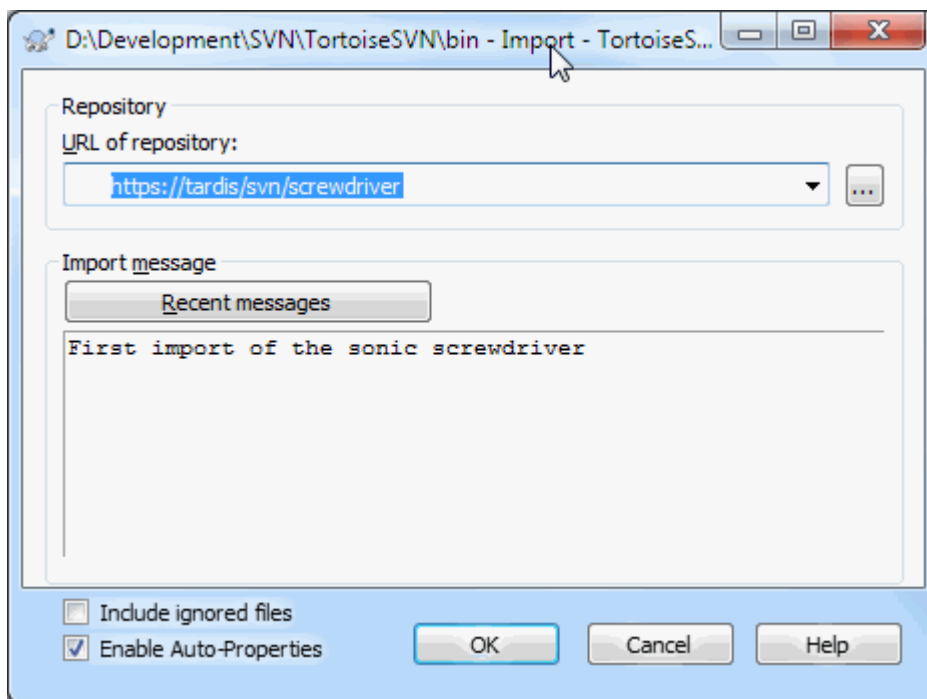 D:\Development\SVN\TortoiseSVN\bin - Import - TortoiseS...
Repository
URL of repository:
https://tardis/svn/screwdriver
...
Import message
Recent messages
First import of the sonic screwdriver
Include ignored files
Enable Auto-Properties
OK
Cancel
Help